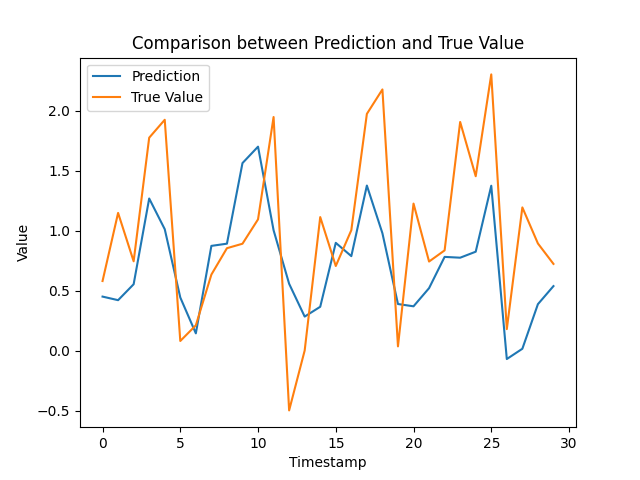 Comparison between Prediction and True Value
Prediction
True Value
2.0
1.5
1.0
0.5
0.0
−0.5
Value
0 5 10 15 20 25 30
Timestamp